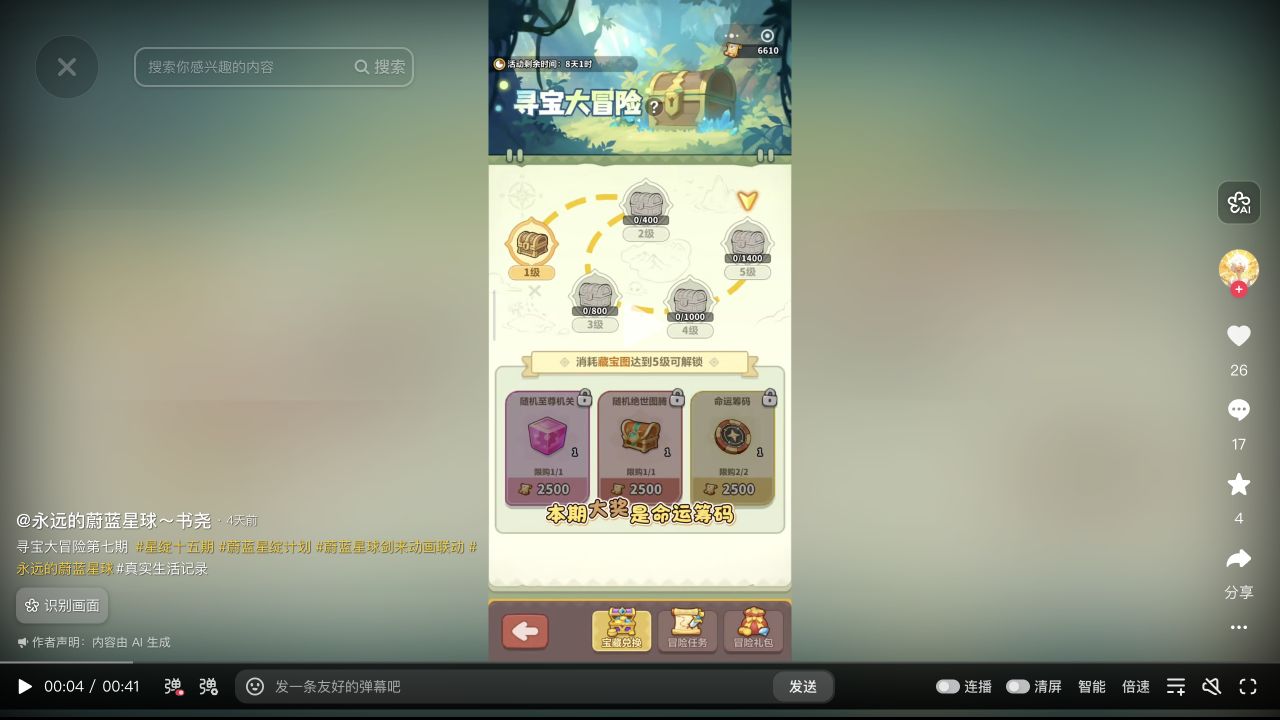 搜索你感兴趣的内容
搜索
6610
活动剩余时间：8天1时
寻宝大冒险
?
0/400
2级
1级
0/1400
5级
0/800
3级
0/1000
4级
消耗藏宝图达到5级可解锁
随机至尊机关
1
限购1/1
2500
随机绝世图腾
1
限购1/1
2500
命运筹码
1
限购2/2
2500
本期大奖是命运筹码
宝藏兑换
冒险任务
冒险礼包
AI
26
17
4
分享
@永远的蔚蓝星球～书尧 · 4天前
寻宝大冒险第七期 #星绽十五期 #蔚蓝星绽计划 #蔚蓝星球剑来动画联动 #
永远的蔚蓝星球 #真实生活记录
识别画面
作者声明：内容由 AI 生成
00:04 / 00:41
弹
弹
发一条友好的弹幕吧
发送
连播
清屏
智能
倍速